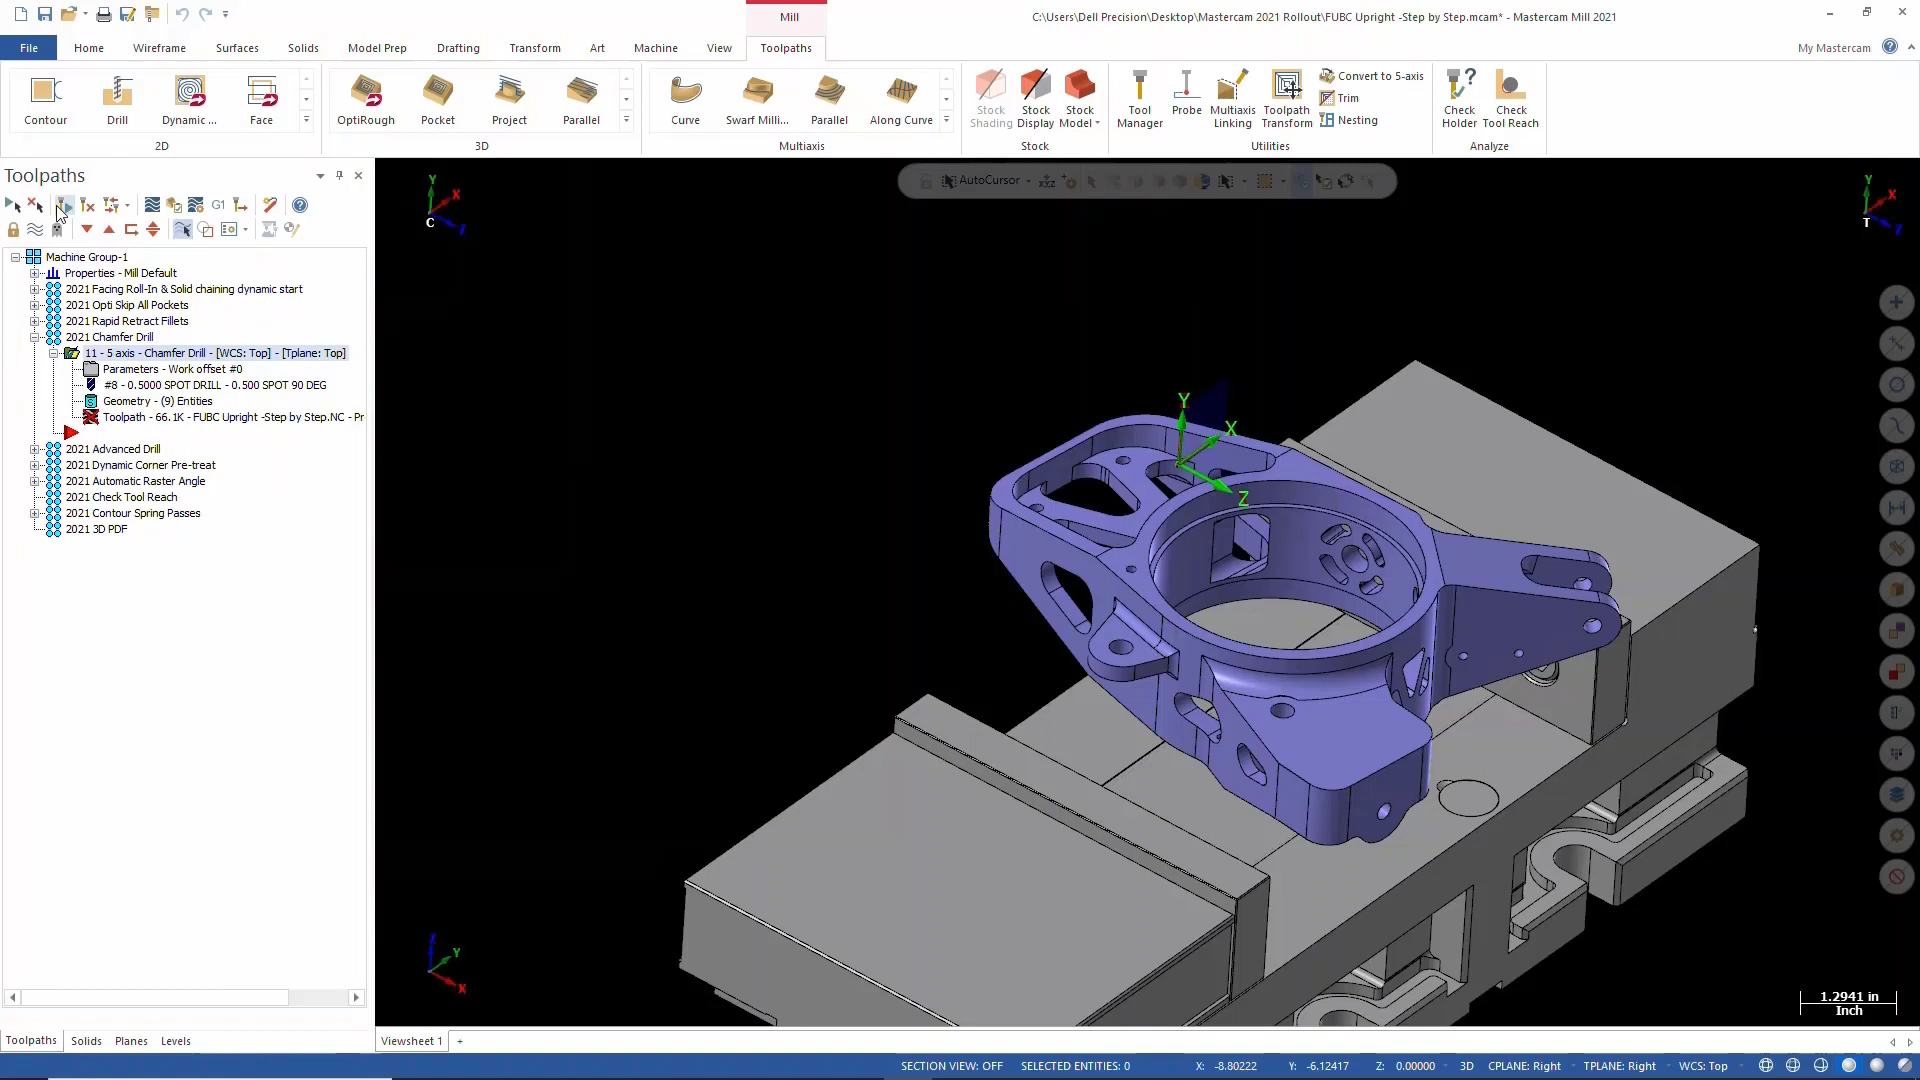 Mill
C:\Users\Dell Precision\Desktop\Mastercam 2021 Rollout\FUBC Upright -Step by Step.mcam* - Mastercam Mill 2021
File
Home
Wireframe
Surfaces
Solids
Model Prep
Drafting
Transform
Art
Machine
View
Toolpaths
My Mastercam
Contour
Drill
Dynamic ...
Face
2D
OptiRough
Pocket
Project
Parallel
3D
Curve
Swarf Milli...
Parallel
Along Curve
Multiaxis
Stock
Shading
Stock
Display
Stock
Model
Stock
Tool
Manager
Probe
Multiaxis
Linking
Toolpath
Transform
Convert to 5-axis
Trim
Nesting
Utilities
Check
Holder
Check
Tool Reach
Analyze
Toolpaths
G1
Machine Group-1
Properties - Mill Default
2021 Facing Roll-In & Solid chaining dynamic start
2021 Opti Skip All Pockets
2021 Rapid Retract Fillets
2021 Chamfer Drill
11 - 5 axis - Chamfer Drill - [WCS: Top] - [Tplane: Top]
Parameters - Work offset #0
#8 - 0.5000 SPOT DRILL - 0.500 SPOT 90 DEG
Geometry - (9) Entities
Toolpath - 66.1K - FUBC Upright -Step by Step.NC - Pr
2021 Advanced Drill
2021 Dynamic Corner Pre-treat
2021 Automatic Raster Angle
2021 Check Tool Reach
2021 Contour Spring Passes
2021 3D PDF
Toolpaths
Solids
Planes
Levels
AutoCursor
xyz
Y
X
Z
C
Y
X
Z
T
Y
X
Z
Z
Y
X
1.2941 in
Inch
Viewsheet 1
+
SECTION VIEW: OFF
SELECTED ENTITIES: 0
X: -8.80222
Y: -6.12417
Z: 0.00000
3D
CPLANE: Right
TPLANE: Right
WCS: Top